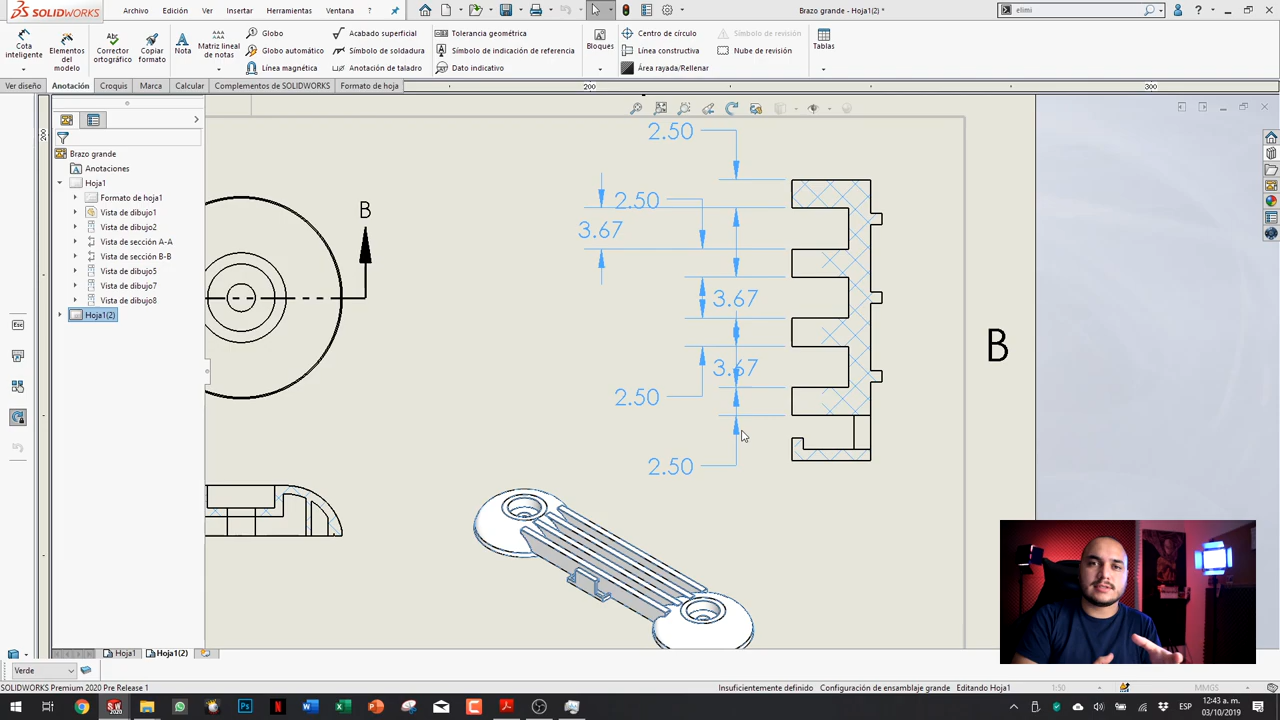 SOLIDWORKS
Archivo Edición Ver Insertar Herramientas Ventana
Brazo grande - Hoja1(2) *
elimi
Cota inteligente
Elementos del modelo
Corrector ortográfico
Copiar formato
Nota
Matriz lineal de notas
Globo
Globo automático
Línea magnética
Acabado superficial
Símbolo de soldadura
Anotación de taladro
Tolerancia geométrica
Símbolo de indicación de referencia
Dato indicativo
Bloques
Centro de círculo
Línea constructiva
Área rayada/Rellenar
Símbolo de revisión
Nube de revisión
Tablas
Ver diseño Anotación Croquis Marca Calcular Complementos de SOLIDWORKS Formato de hoja
200
300
200
Brazo grande
Anotaciones
Hoja1
Formato de hoja1
Vista de dibujo1
Vista de dibujo2
Vista de sección A-A
Vista de sección B-B
Vista de dibujo5
Vista de dibujo7
Vista de dibujo8
Hoja1(2)
B
2.50
2.50
3.67
3.67
3.67
2.50
2.50
B
Esc
Hoja1 Hoja1(2)
Verde
SOLIDWORKS Premium 2020 Pre Release 1
Insuficientemente definido Configuración de ensamblaje grande Editando Hoja1 1:50 MMGS
ESP
12:43 a. m.
03/10/2019